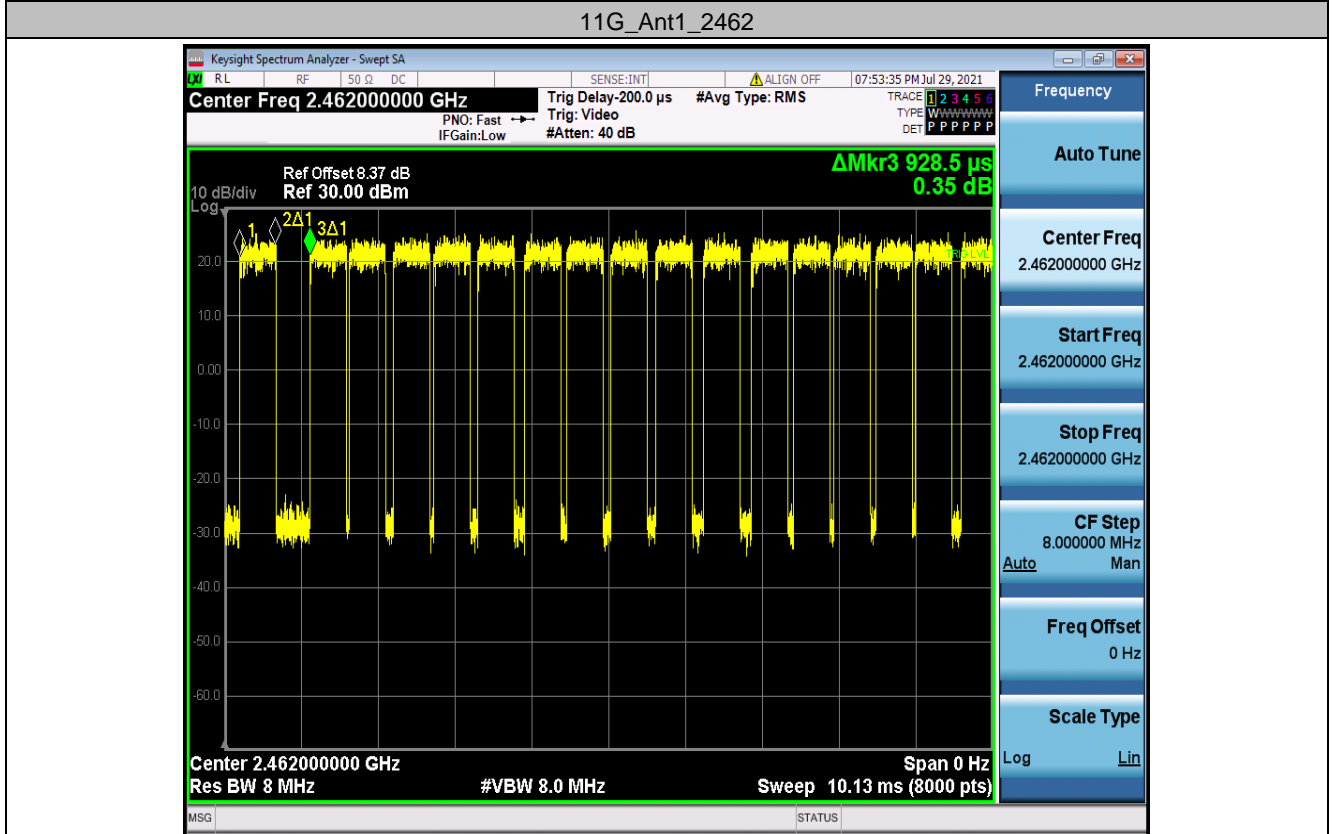 11G_Ant1_2462
Keysight Spectrum Analyzer - Swept SA
LXI RL RF 50 Ω DC SENSE:INT ALIGN OFF 07:53:35 PM Jul 29, 2021
Center Freq 2.462000000 GHz
PNO: Fast
IFGain:Low
Trig Delay-200.0 µs
Trig: Video
#Atten: 40 dB
#Avg Type: RMS
TRACE 1 2 3 4 5 6
TYPE WWWWWW
DET P P P P P P
ΔMkr3 928.5 µs
0.35 dB
Ref Offset 8.37 dB
10 dB/div Ref 30.00 dBm
Log
1
2Δ1
3Δ1
TRIG LVL
20.0
10.0
0.00
-10.0
-20.0
-30.0
-40.0
-50.0
-60.0
Center 2.462000000 GHz Span 0 Hz
Res BW 8 MHz #VBW 8.0 MHz Sweep 10.13 ms (8000 pts)
MSG STATUS
Frequency
Auto Tune
Center Freq
2.462000000 GHz
Start Freq
2.462000000 GHz
Stop Freq
2.462000000 GHz
CF Step
8.000000 MHz
Auto Man
Freq Offset
0 Hz
Scale Type
Log Lin